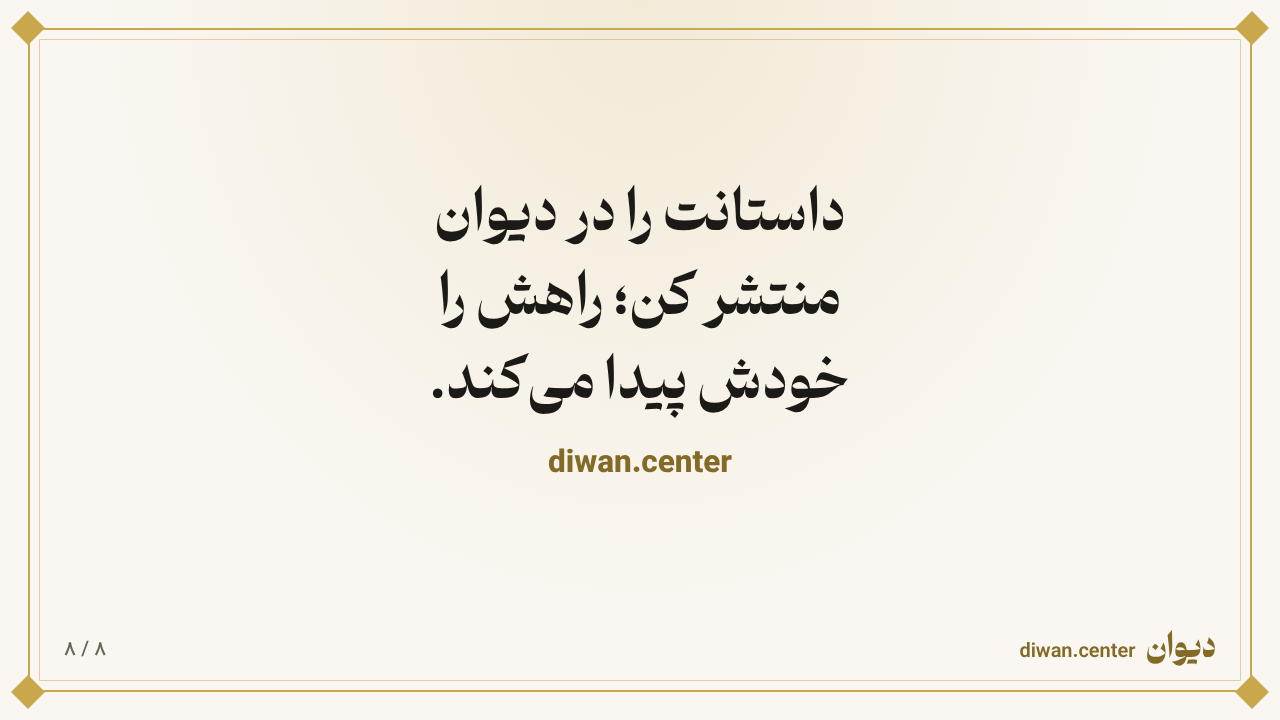 داستانت را در دیوان
منتشر کن؛ راهش را
خودش پیدا می‌کند.
diwan.center
دیوان diwan.center
۸ / ۸